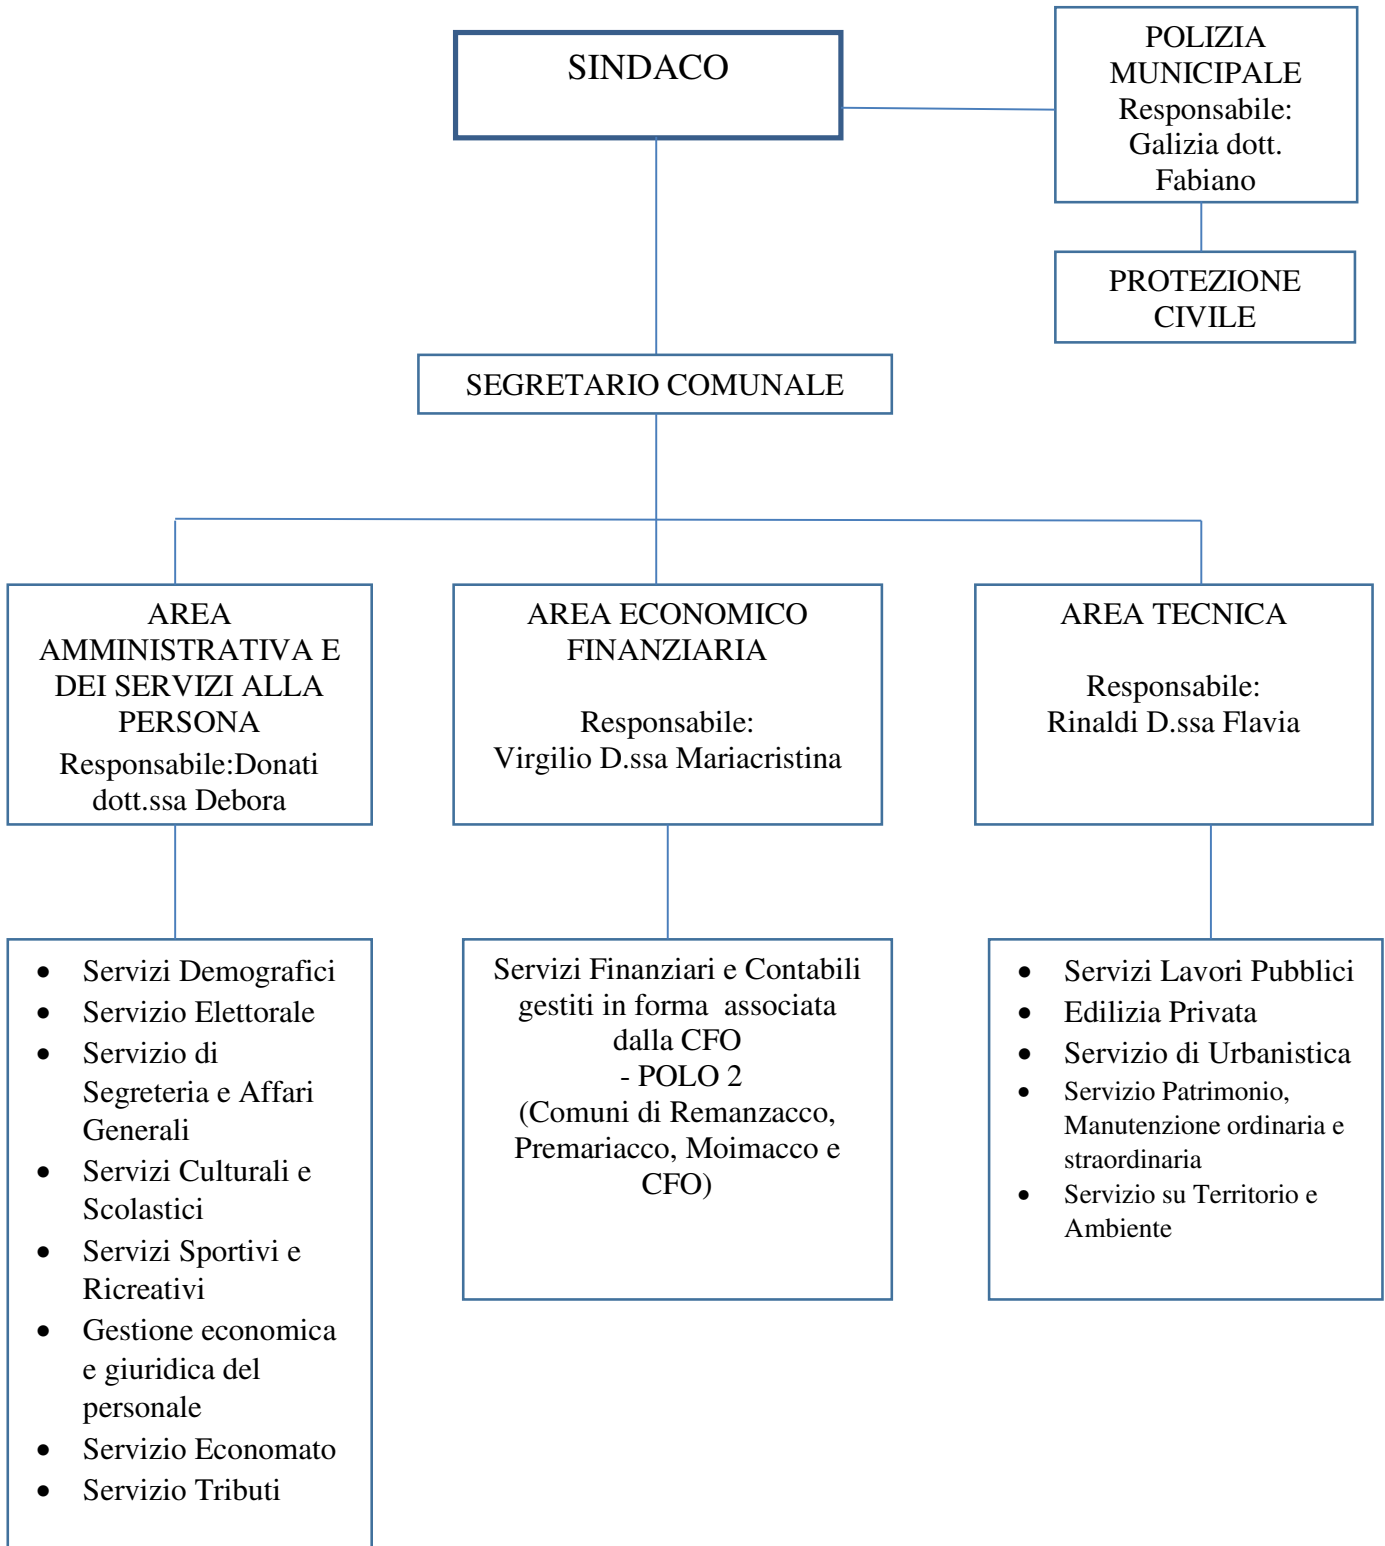 SINDACO
POLIZIA
MUNICIPALE
Responsabile:
Galizia dott.
Fabiano
PROTEZIONE
CIVILE
SEGRETARIO COMUNALE
AREA
AMMINISTRATIVA E
DEI SERVIZI ALLA
PERSONA
Responsabile:Donati
dott.ssa Debora
AREA ECONOMICO
FINANZIARIA
Responsabile:
Virgilio D.ssa Mariacristina
AREA TECNICA
Responsabile:
Rinaldi D.ssa Flavia
• Servizi Demografici
• Servizio Elettorale
• Servizio di
Segreteria e Affari
Generali
• Servizi Culturali e
Scolastici
• Servizi Sportivi e
Ricreativi
• Gestione economica
e giuridica del
personale
• Servizio Economato
• Servizio Tributi
Servizi Finanziari e Contabili
gestiti in forma  associata
dalla CFO
- POLO 2
(Comuni di Remanzacco,
Premariacco, Moimacco e
CFO)
• Servizi Lavori Pubblici
• Edilizia Privata
• Servizio di Urbanistica
• Servizio Patrimonio,
Manutenzione ordinaria e
straordinaria
• Servizio su Territorio e
Ambiente